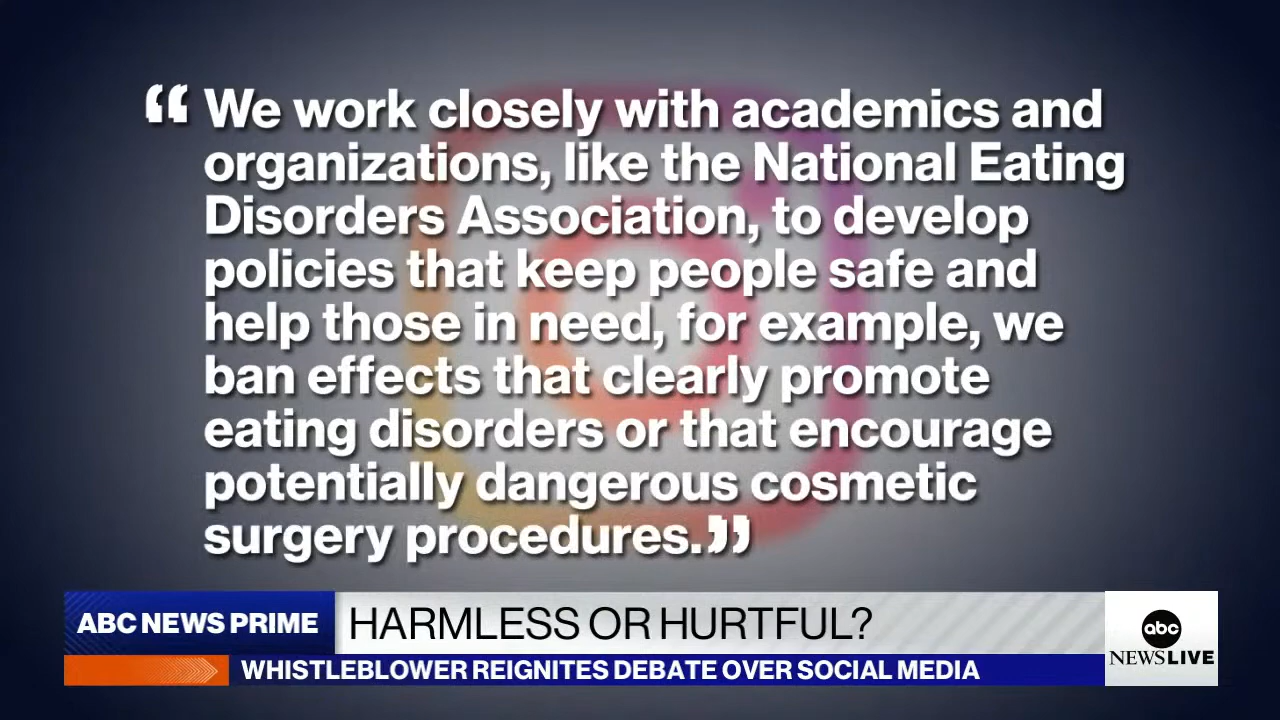 “ We work closely with academics and
organizations, like the National Eating
Disorders Association, to develop
policies that keep people safe and
help those in need, for example, we
ban effects that clearly promote
eating disorders or that encourage
potentially dangerous cosmetic
surgery procedures.”
ABC NEWS PRIME
HARMLESS OR HURTFUL?
WHISTLEBLOWER REIGNITES DEBATE OVER SOCIAL MEDIA
abc
NEWSLIVE